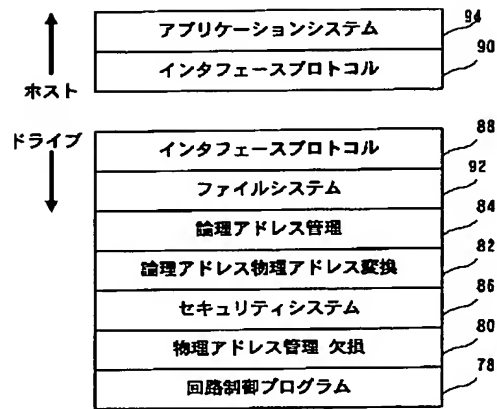 アプリケーションシステム 94
インタフェースプロトコル 90
ホスト
ドライブ
インタフェースプロトコル 88
ファイルシステム 92
論理アドレス管理 84
論理アドレス物理アドレス変換 82
セキュリティシステム 86
物理アドレス管理 欠損 80
回路制御プログラム 78